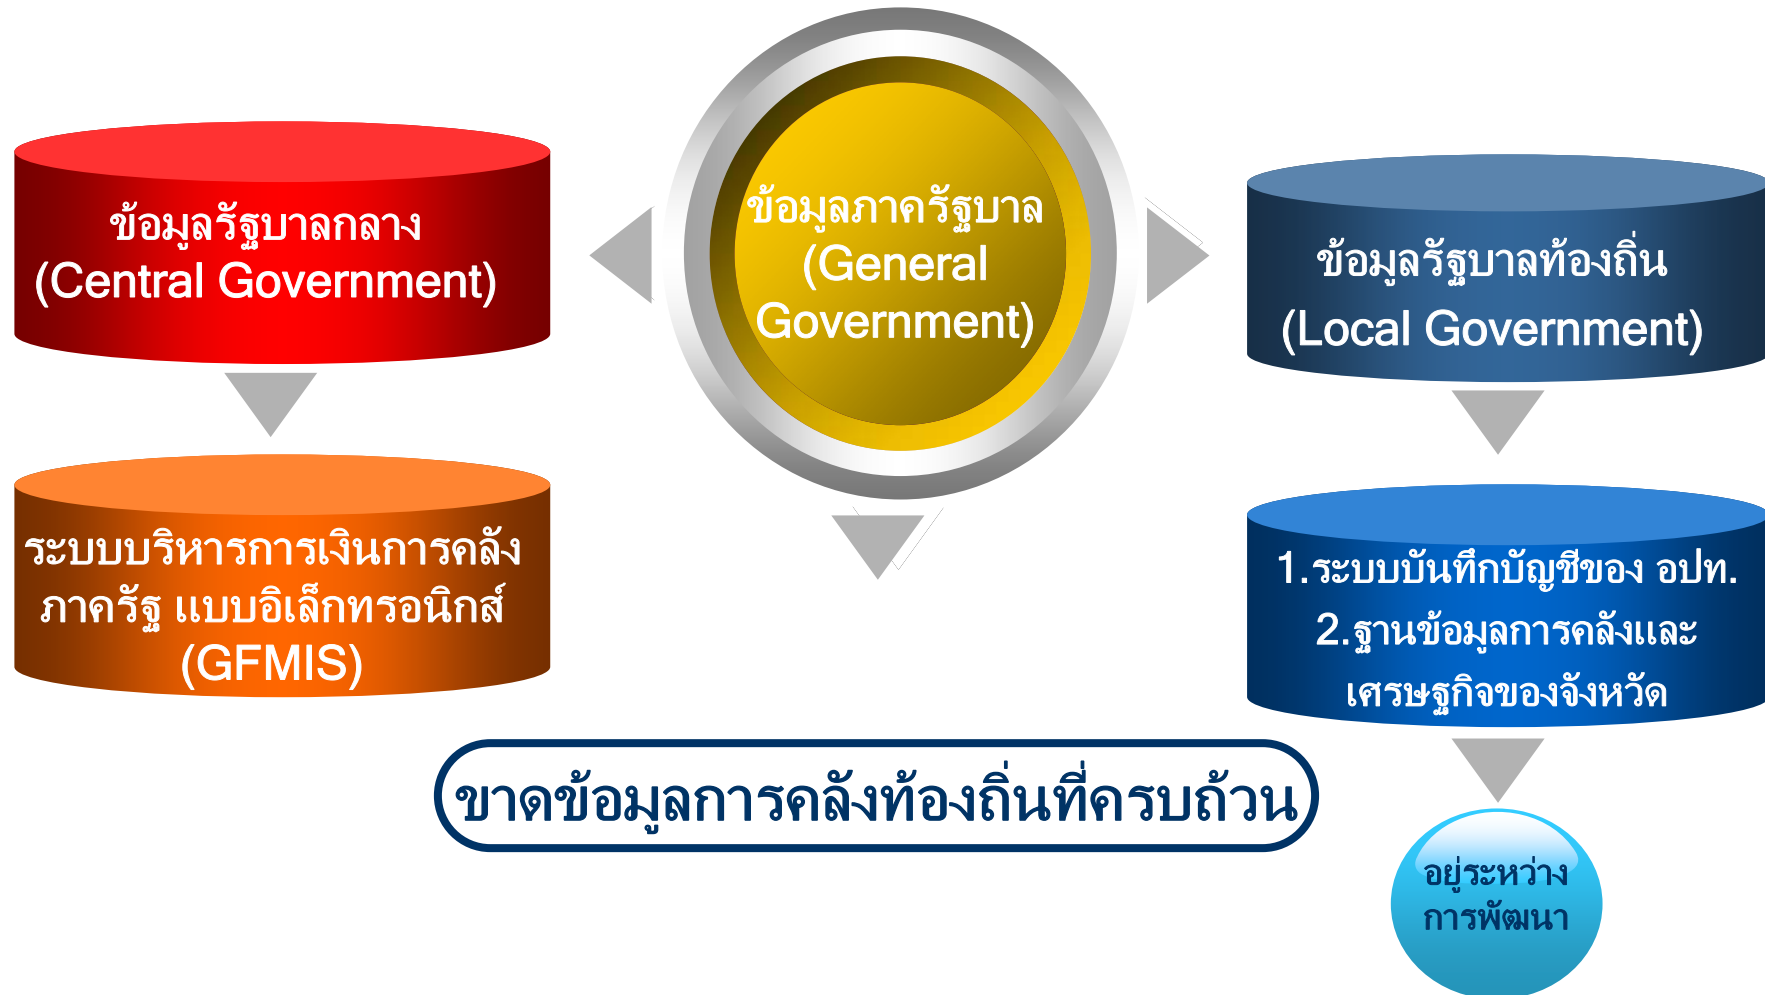 ข้อมูลภาครัฐบาล
(General
Government)
ข้อมูลรัฐบาลกลาง
(Central Government)
ระบบบริหารการเงินการคลัง
ภาครัฐ แบบอิเล็กทรอนิกส์
(GFMIS)
ข้อมูลรัฐบาลท้องถิ่น
(Local Government)
1.ระบบบันทึกบัญชีของ อปท.
2.ฐานข้อมูลการคลังและ
เศรษฐกิจของจังหวัด
ขาดข้อมูลการคลังท้องถิ่นที่ครบถ้วน
อยู่ระหว่าง
การพัฒนา